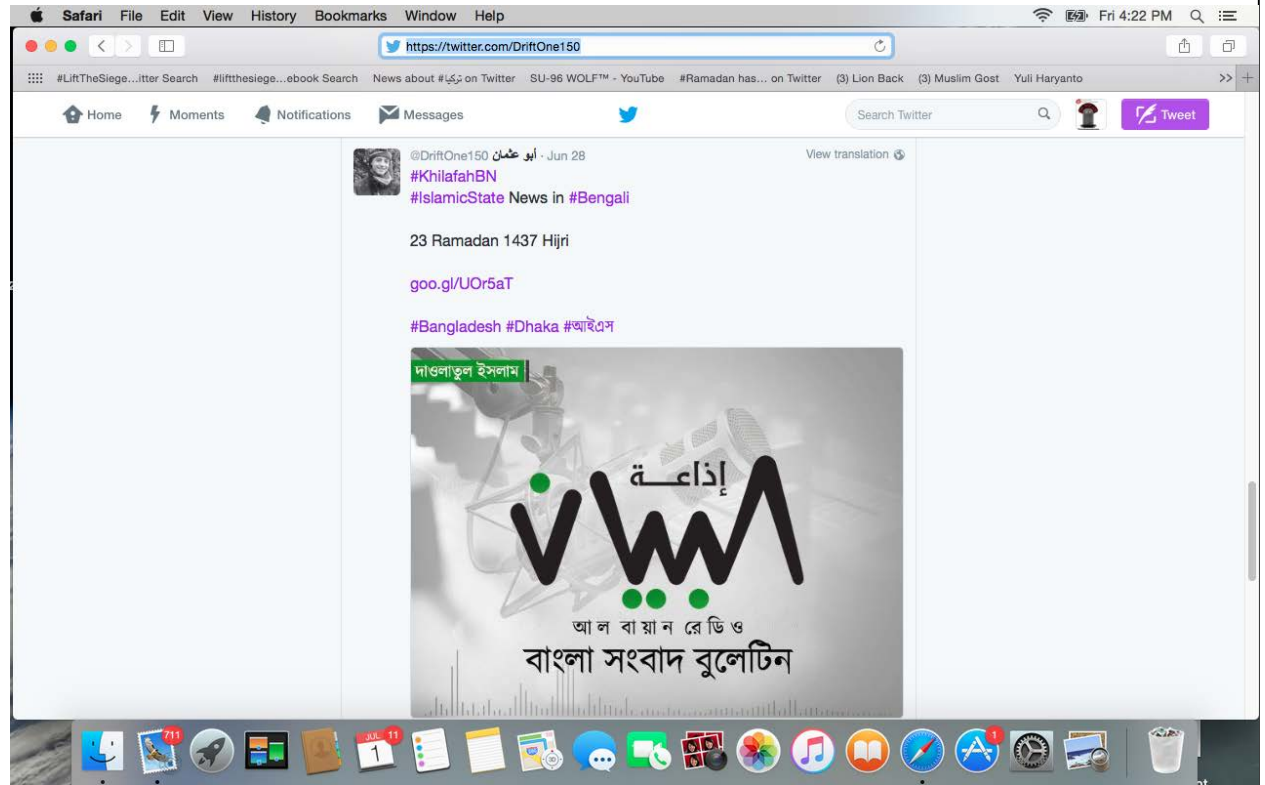 Safari File Edit View History Bookmarks Window Help Fri 4:22 PM
https://twitter.com/DriftOne150
#LiftTheSiege...itter Search #liftthesiege...ebook Search News about #تركيا on Twitter SU-96 WOLF™ - YouTube #Ramadan has... on Twitter (3) Lion Back (3) Muslim Gost Yuli Haryanto >> +
Home Moments Notifications Messages Search Twitter Tweet
@DriftOne150 أبو عثمان · Jun 28 View translation
#KhilafahBN
#IslamicState News in #Bengali
23 Ramadan 1437 Hijri
goo.gl/UOr5aT
#Bangladesh #Dhaka #আইএস
দাওলাতুল ইসলাম
إذاعة
البيان
আল বায়ান রেডিও
বাংলা সংবাদ বুলেটিন
711
JUL 11
1
3D
1